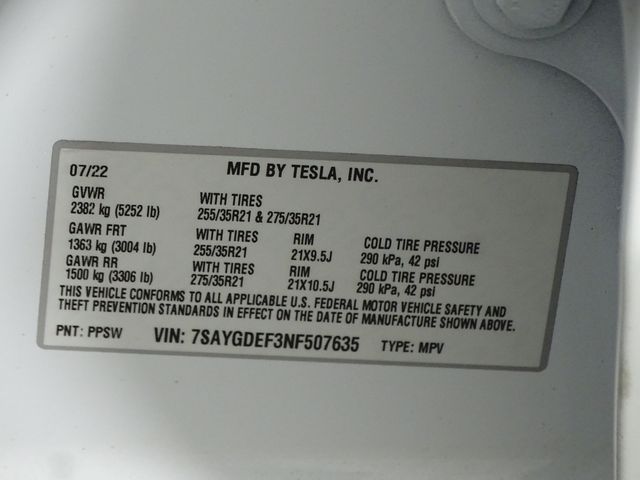 07/22 MFD BY TESLA, INC.
GVWR WITH TIRES
2382 kg (5252 lb) 255/35R21 & 275/35R21
GAWR FRT WITH TIRES RIM COLD TIRE PRESSURE
1363 kg (3004 lb) 255/35R21 21X9.5J 290 kPa, 42 psi
GAWR RR WITH TIRES RIM COLD TIRE PRESSURE
1500 kg (3306 lb) 275/35R21 21X10.5J 290 kPa, 42 psi
THIS VEHICLE CONFORMS TO ALL APPLICABLE U.S. FEDERAL MOTOR VEHICLE SAFETY AND
THEFT PREVENTION STANDARDS IN EFFECT ON THE DATE OF MANUFACTURE SHOWN ABOVE.
PNT: PPSW VIN: 7SAYGDEF3NF507635 TYPE: MPV